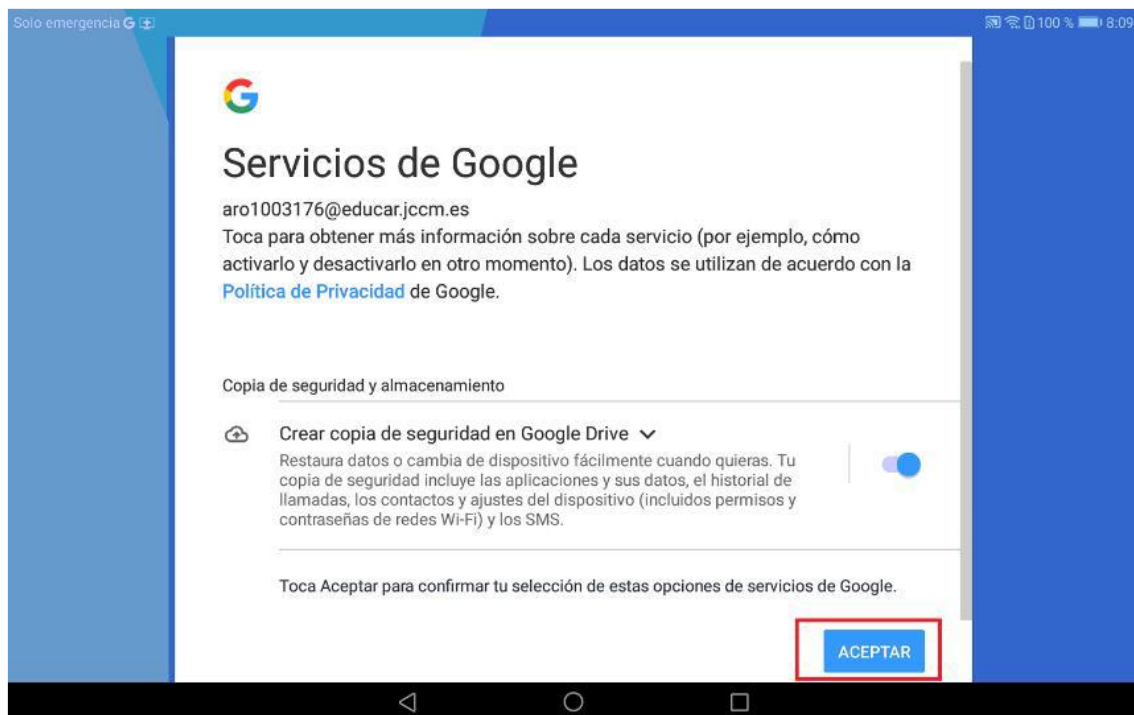 Solo emergencia G
100 % 8:09
Servicios de Google
aro1003176@educar.jccm.es
Toca para obtener más información sobre cada servicio (por ejemplo, cómo
activarlo y desactivarlo en otro momento). Los datos se utilizan de acuerdo con la
Política de Privacidad de Google.
Copia de seguridad y almacenamiento
Crear copia de seguridad en Google Drive
Restaura datos o cambia de dispositivo fácilmente cuando quieras. Tu
copia de seguridad incluye las aplicaciones y sus datos, el historial de
llamadas, los contactos y ajustes del dispositivo (incluidos permisos y
contraseñas de redes Wi-Fi) y los SMS.
Toca Aceptar para confirmar tu selección de estas opciones de servicios de Google.
ACEPTAR